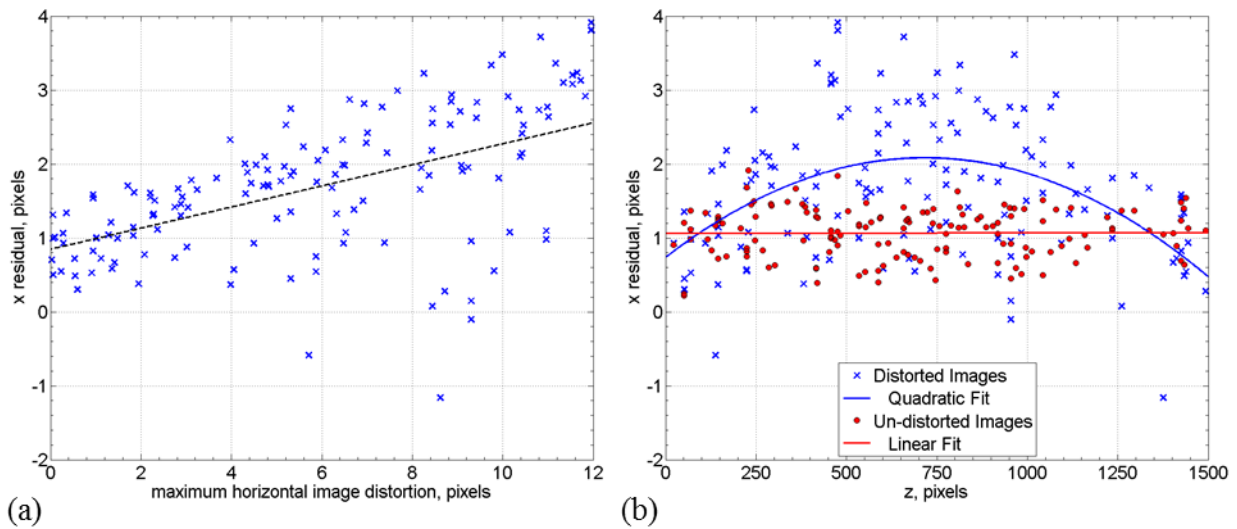 4
3
2
1
0
-1
-2
x residual, pixels
0
2
4
6
8
10
12
maximum horizontal image distortion, pixels
(a)
4
3
2
1
0
-1
-2
x residual, pixels
Distorted Images
Quadratic Fit
Un-distorted Images
Linear Fit
0
250
500
750
1000
1250
1500
z, pixels
(b)